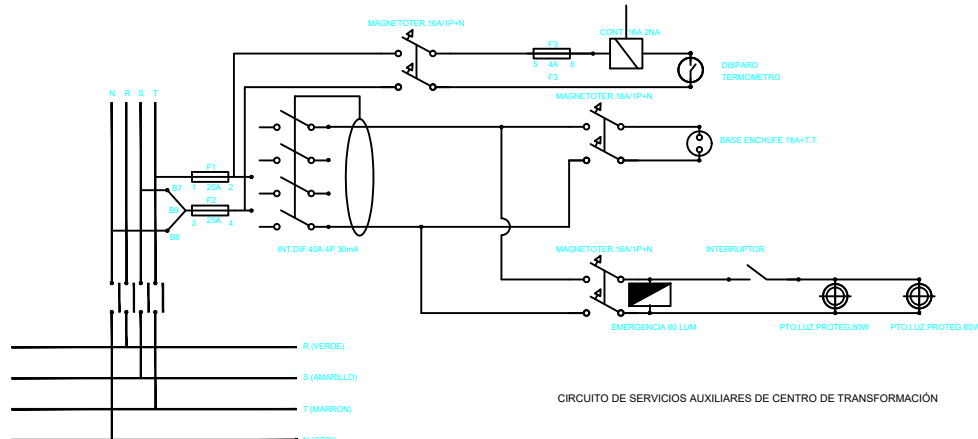 MAGNETOTER.16A/1P+N
CONT. 16A 2NA
F3
5 4A 6
F3
DISPARO
TERMOMETRO
MAGNETOTER.16A/1P+N
N R S T
BASE ENCHUFE 16A+T.T.
F1
B7 1 25A 2
B9 F2
3 25A 4
B8
INT.DIF.40A 4P 30mA
MAGNETOTER.16A/1P+N
INTERRUPTOR
EMERGENCIA 60 LUM
PTO.LUZ PROTEG.60W
PTO.LUZ PROTEG.60W
R (VERDE)
S (AMARILLO)
CIRCUITO DE SERVICIOS AUXILIARES DE CENTRO DE TRANSFORMACIÓN
T (MARRON)